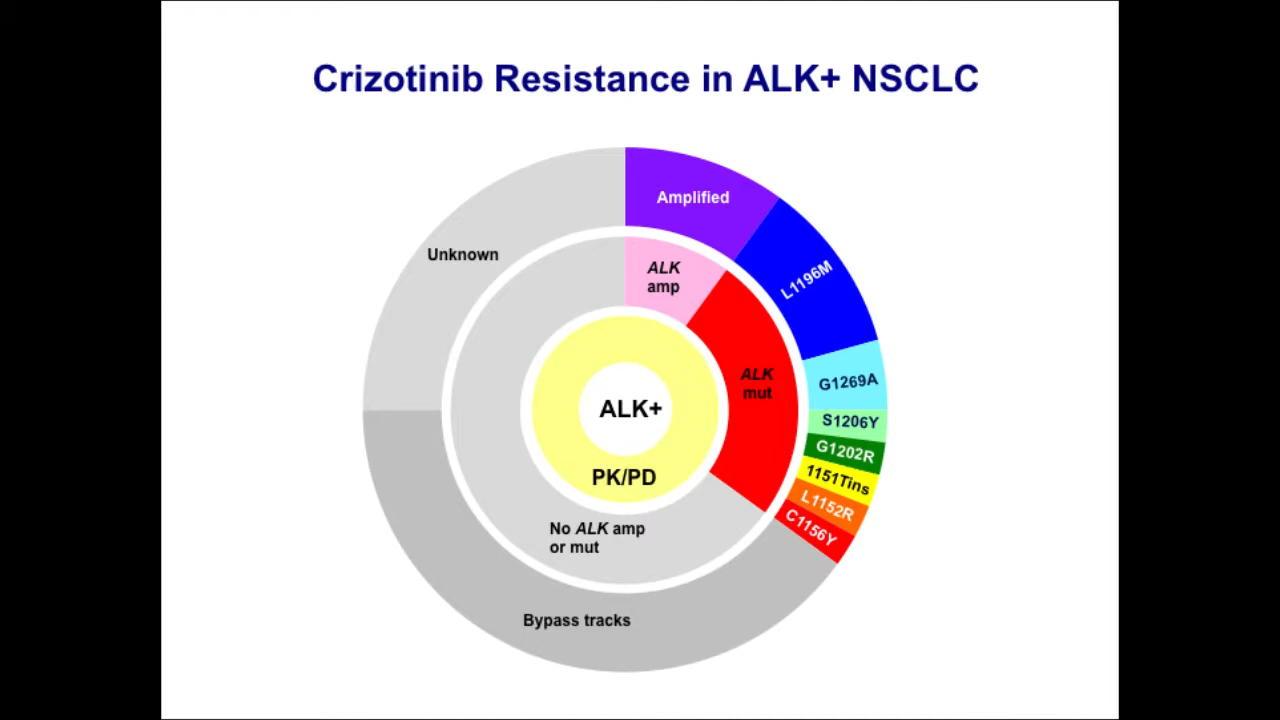 Crizotinib Resistance in ALK+ NSCLC
Amplified
L1196M
G1269A
S1206Y
G1202R
1151Tins
L1152R
C1156Y
Bypass tracks
Unknown
ALK
amp
ALK
mut
No ALK amp
or mut
ALK+
PK/PD